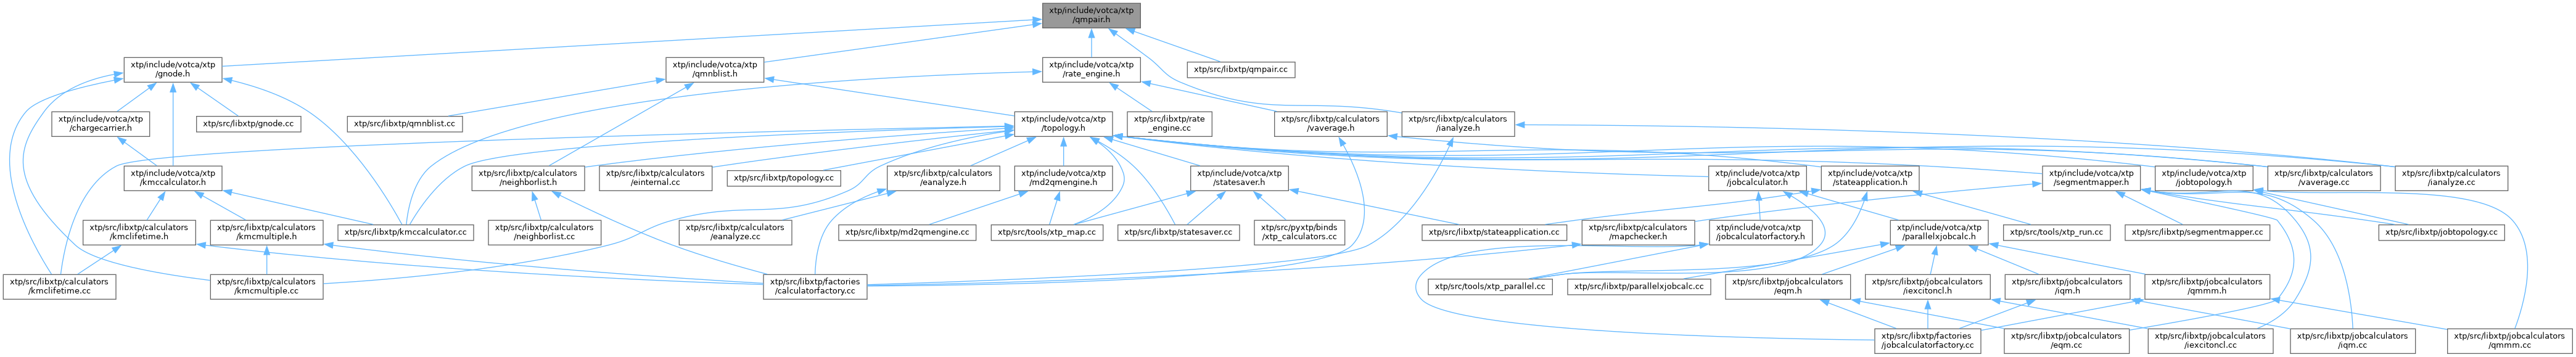 xtp/include/votca/xtp
/qmpair.h
xtp/include/votca/xtp
/gnode.h
xtp/include/votca/xtp
/qmnblist.h
xtp/include/votca/xtp
/rate_engine.h
xtp/src/libxtp/qmpair.cc
xtp/include/votca/xtp
/chargecarrier.h
xtp/src/libxtp/gnode.cc
xtp/src/libxtp/qmnblist.cc
xtp/include/votca/xtp
/topology.h
xtp/src/libxtp/rate
_engine.cc
xtp/src/libxtp/calculators
/vaverage.h
xtp/src/libxtp/calculators
/ianalyze.h
xtp/include/votca/xtp
/kmccalculator.h
xtp/src/libxtp/calculators
/neighborlist.h
xtp/src/libxtp/calculators
/einternal.cc
xtp/src/libxtp/topology.cc
xtp/src/libxtp/calculators
/eanalyze.h
xtp/include/votca/xtp
/md2qmengine.h
xtp/include/votca/xtp
/statesaver.h
xtp/include/votca/xtp
/jobcalculator.h
xtp/include/votca/xtp
/stateapplication.h
xtp/include/votca/xtp
/segmentmapper.h
xtp/include/votca/xtp
/jobtopology.h
xtp/src/libxtp/calculators
/vaverage.cc
xtp/src/libxtp/calculators
/ianalyze.cc
xtp/src/libxtp/calculators
/kmclifetime.h
xtp/src/libxtp/calculators
/kmcmultiple.h
xtp/src/libxtp/kmccalculator.cc
xtp/src/libxtp/calculators
/neighborlist.cc
xtp/src/libxtp/calculators
/eanalyze.cc
xtp/src/libxtp/md2qmengine.cc
xtp/src/tools/xtp_map.cc
xtp/src/libxtp/statesaver.cc
xtp/src/pyxtp/binds
/xtp_calculators.cc
xtp/src/libxtp/stateapplication.cc
xtp/src/libxtp/calculators
/mapchecker.h
xtp/include/votca/xtp
/jobcalculatorfactory.h
xtp/include/votca/xtp
/parallelxjobcalc.h
xtp/src/tools/xtp_run.cc
xtp/src/libxtp/segmentmapper.cc
xtp/src/libxtp/jobtopology.cc
xtp/src/libxtp/calculators
/kmclifetime.cc
xtp/src/libxtp/calculators
/kmcmultiple.cc
xtp/src/libxtp/factories
/calculatorfactory.cc
xtp/src/tools/xtp_parallel.cc
xtp/src/libxtp/parallelxjobcalc.cc
xtp/src/libxtp/jobcalculators
/eqm.h
xtp/src/libxtp/jobcalculators
/iexcitoncl.h
xtp/src/libxtp/jobcalculators
/iqm.h
xtp/src/libxtp/jobcalculators
/qmmm.h
xtp/src/libxtp/factories
/jobcalculatorfactory.cc
xtp/src/libxtp/jobcalculators
/eqm.cc
xtp/src/libxtp/jobcalculators
/iexcitoncl.cc
xtp/src/libxtp/jobcalculators
/iqm.cc
xtp/src/libxtp/jobcalculators
/qmmm.cc